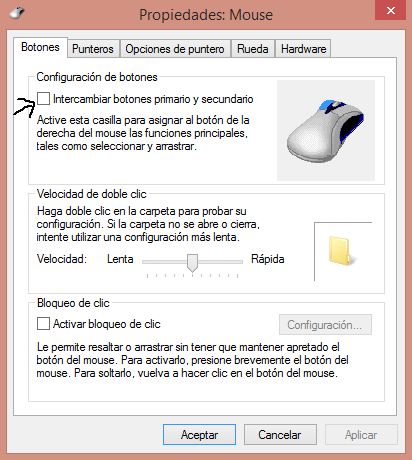 Propiedades: Mouse
Botones Punteros Opciones de puntero Rueda Hardware
Configuración de botones
Intercambiar botones primario y secundario
Active esta casilla para asignar al botón de la
derecha del mouse las funciones principales,
tales como seleccionar y arrastrar.
Velocidad de doble clic
Haga doble clic en la carpeta para probar su
configuración. Si la carpeta no se abre o cierra,
intente utilizar una configuración más lenta.
Velocidad: Lenta Rápida
Bloqueo de clic
Activar bloqueo de clic Configuración...
Le permite resaltar o arrastrar sin tener que mantener apretado el
botón del mouse. Para activarlo, presione brevemente el botón del
mouse. Para soltarlo, vuelva a hacer clic en el botón del mouse.
Aceptar Cancelar Aplicar